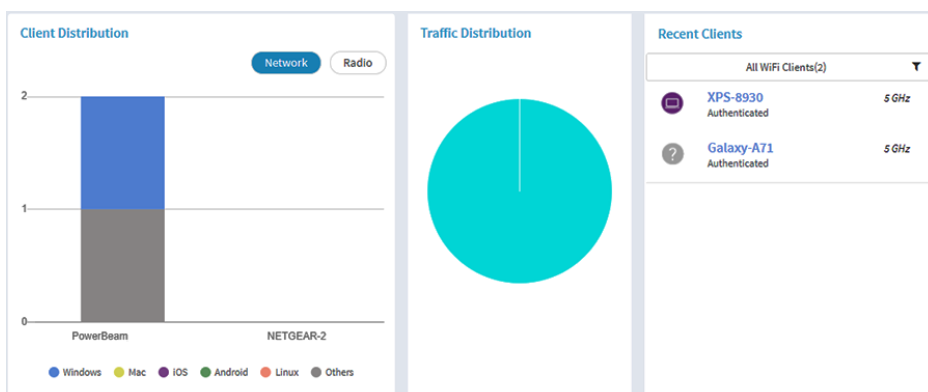 Client Distribution
Network
Radio
2
1
0
PowerBeam
NETGEAR-2
Windows
Mac
iOS
Android
Linux
Others
Traffic Distribution
Recent Clients
All WiFi Clients(2)
XPS-8930
5 GHz
Authenticated
?
Galaxy-A71
5 GHz
Authenticated